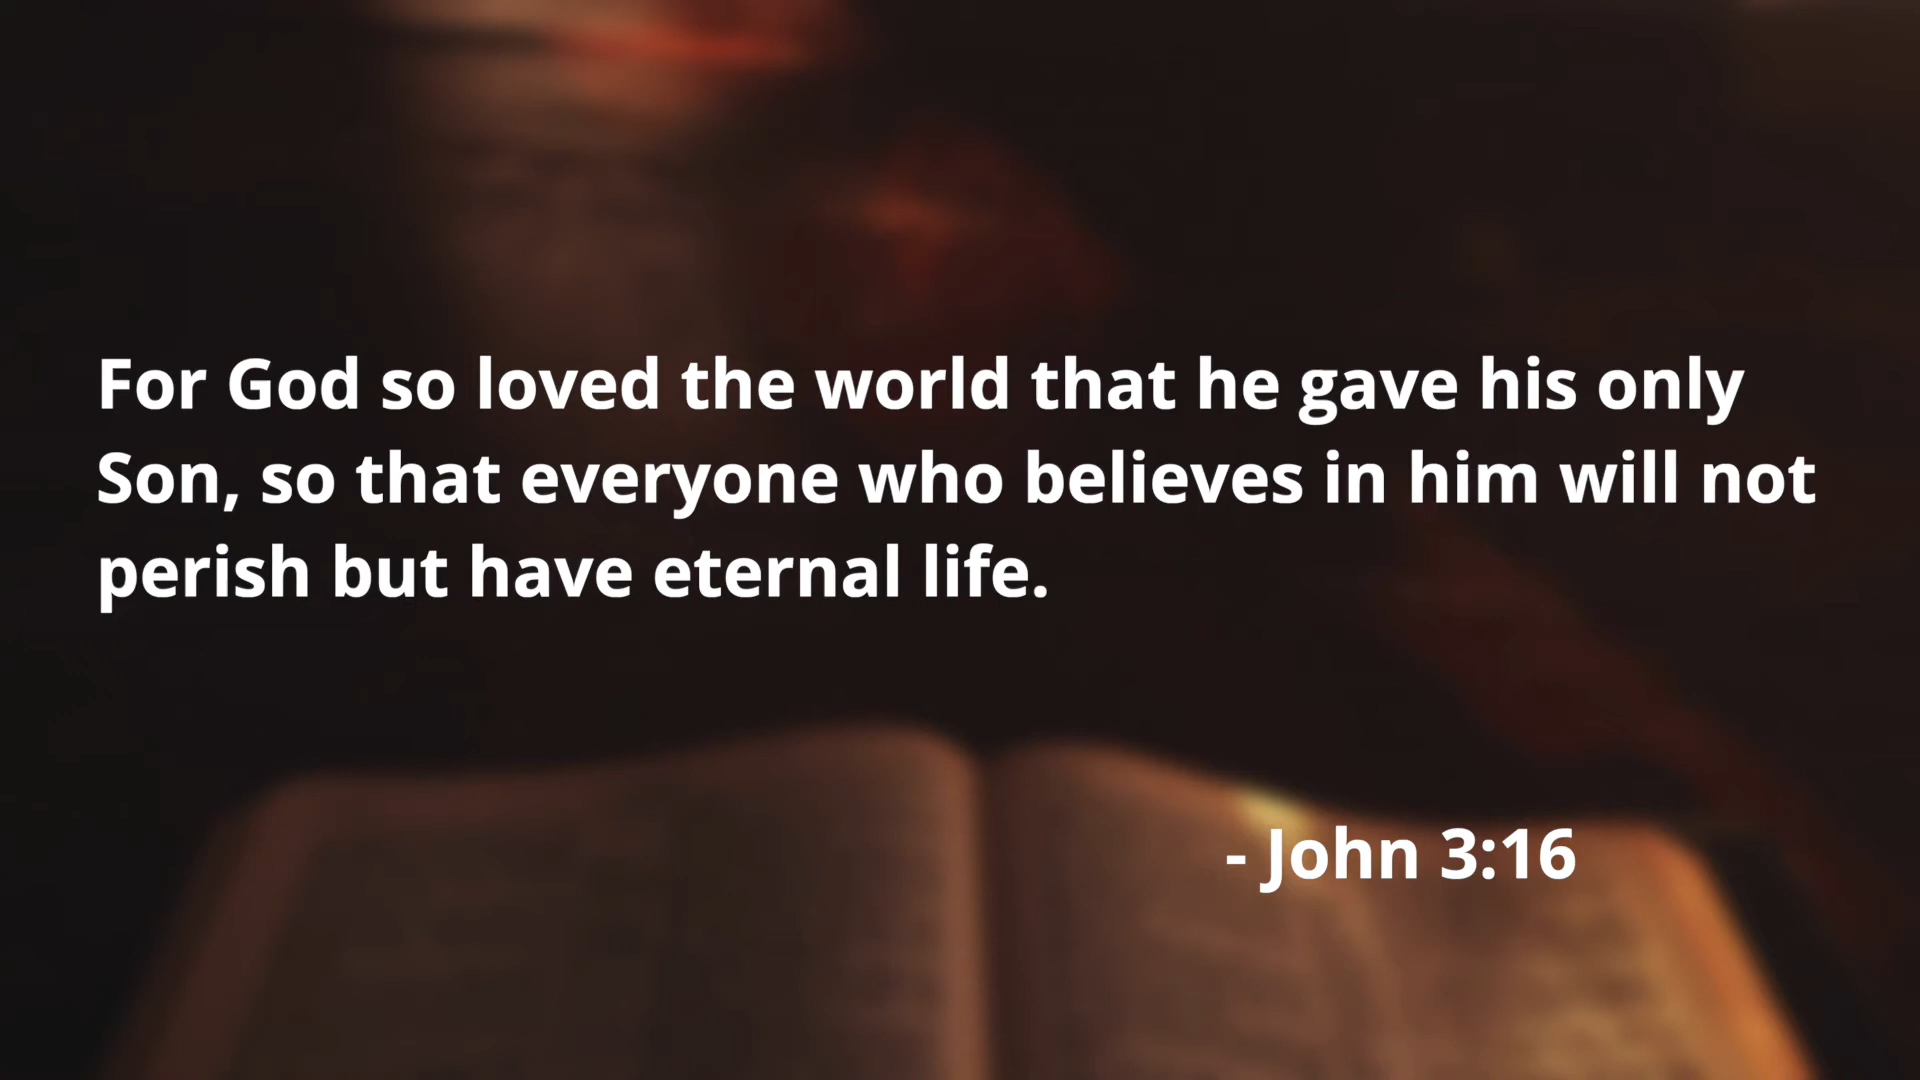 For God so loved the world that he gave his only
Son, so that everyone who believes in him will not
perish but have eternal life.
- John 3:16